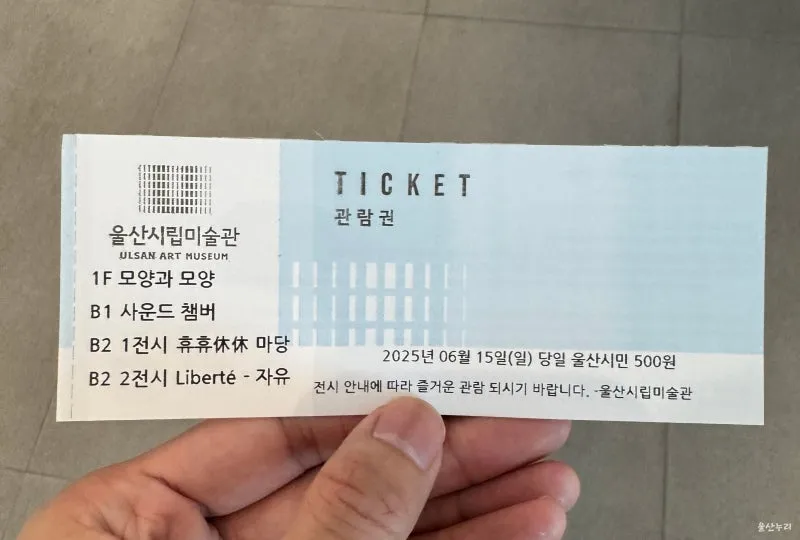 울산시립미술관
ULSAN ART MUSEUM
1F 모양과 모양
B1 사운드 챔버
B2 1전시 휴휴休休 마당
B2 2전시 Liberté - 자유
TICKET
관람권
2025년 06월 15일(일) 당일 울산시민 500원
전시 안내에 따라 즐거운 관람 되시기 바랍니다. -울산시립미술관
울산누리